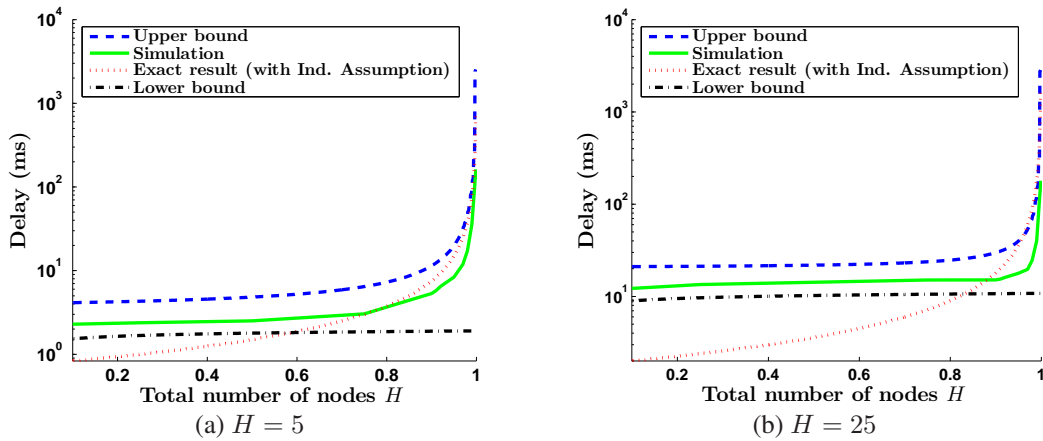 10^4
10^3
10^2
10^1
10^0
Delay (ms)
Upper bound
Simulation
Exact result (with Ind. Assumption)
Lower bound
0.2 0.4 0.6 0.8 1
Total number of nodes H
(a) H = 5
10^4
10^3
10^2
10^1
Delay (ms)
Upper bound
Simulation
Exact result (with Ind. Assumption)
Lower bound
0.2 0.4 0.6 0.8 1
Total number of nodes H
(b) H = 25